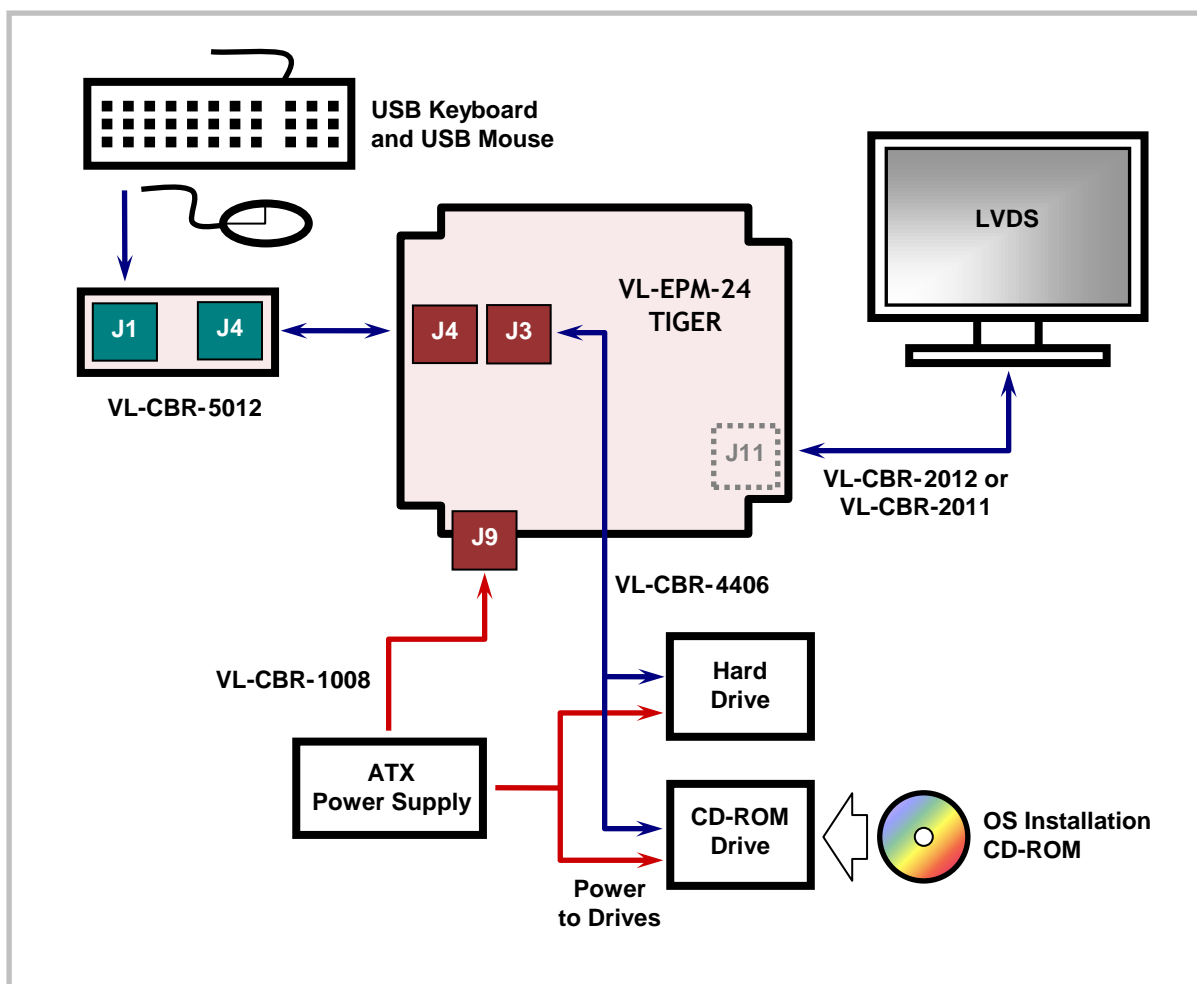 USB Keyboard
and USB Mouse
LVDS
VL-EPM-24
TIGER
J1
J4
J4
J3
VL-CBR-5012
J11
VL-CBR-2012 or
VL-CBR-2011
J9
VL-CBR-4406
VL-CBR-1008
Hard
Drive
ATX
Power Supply
CD-ROM
Drive
OS Installation
CD-ROM
Power
to Drives